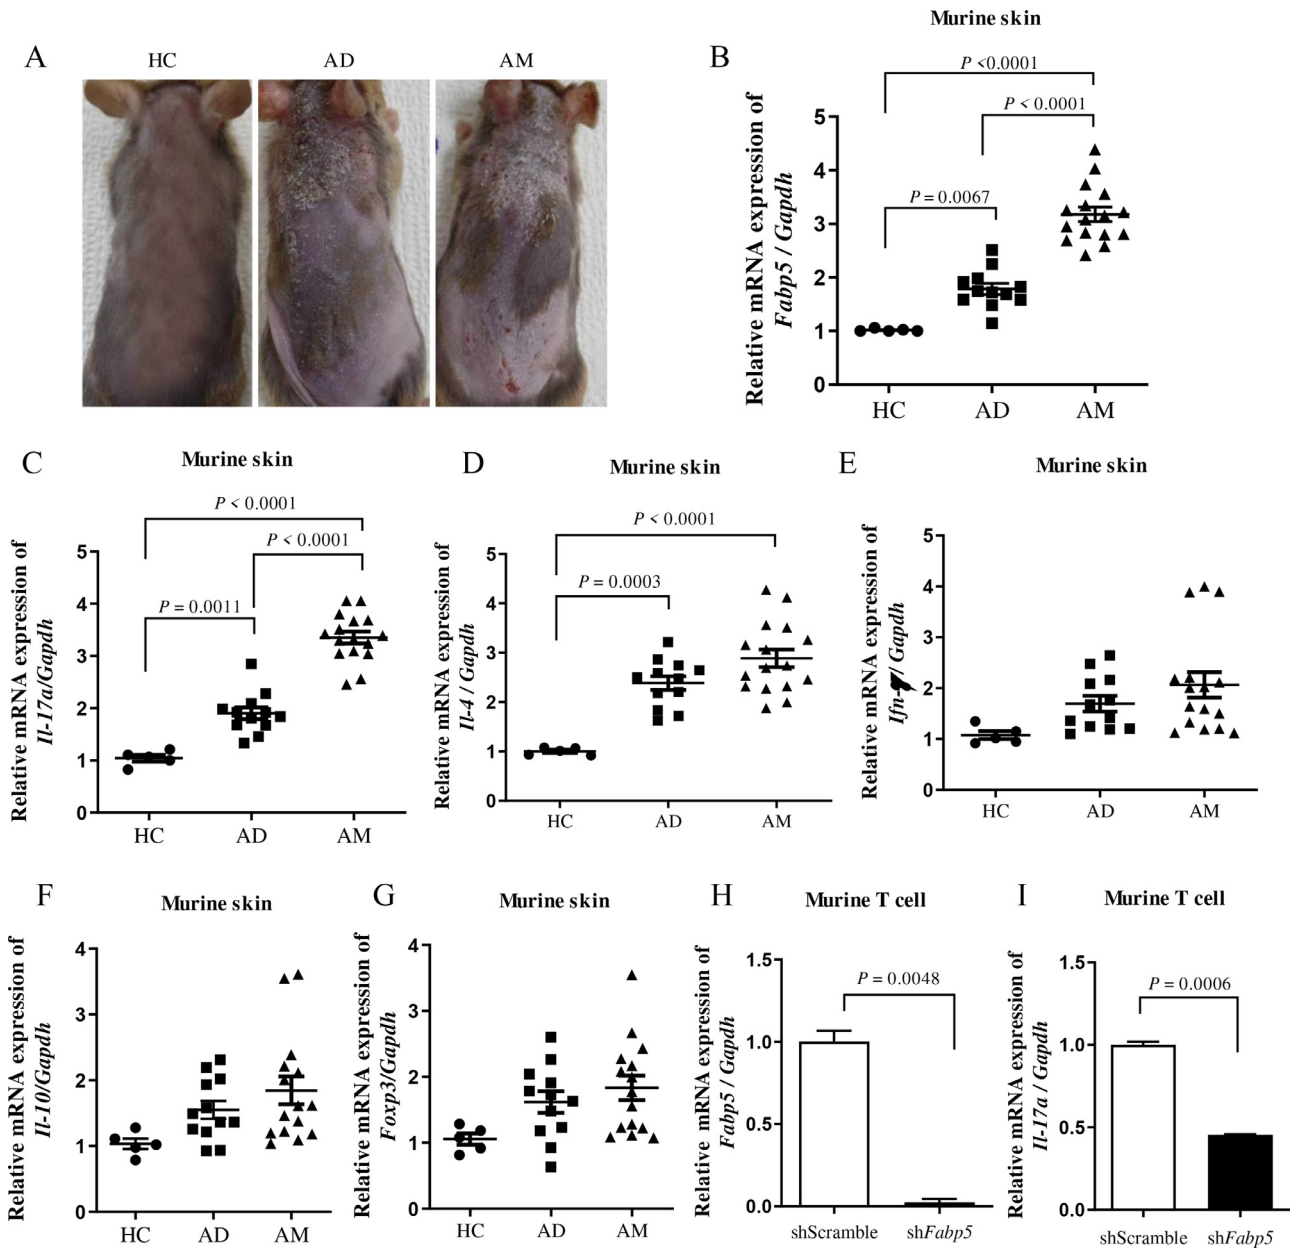 A
HC
AD
AM
B
Murine skin
P <0.0001
P < 0.0001
P = 0.0067
Relative mRNA expression of
Fabp5 / Gapdh
5
4
3
2
1
0
HC
AD
AM
C
Murine skin
P < 0.0001
P < 0.0001
P = 0.0011
Relative mRNA expression of
Il-17a/Gapdh
5
4
3
2
1
0
HC
AD
AM
D
Murine skin
P < 0.0001
P = 0.0003
Relative mRNA expression of
Il-4 / Gapdh
5
4
3
2
1
0
HC
AD
AM
E
Murine skin
Relative mRNA expression of
Ifn- / Gapdh
5
4
3
2
1
0
HC
AD
AM
F
Murine skin
Relative mRNA expression of
Il-10/Gapdh
4
3
2
1
0
HC
AD
AM
G
Murine skin
Relative mRNA expression of
Foxp3/Gapdh
4
3
2
1
0
HC
AD
AM
H
Murine T cell
P = 0.0048
Relative mRNA expression of
Fabp5 / Gapdh
1.5
1.0
0.5
0.0
shScramble
shFabp5
I
Murine T cell
P = 0.0006
Relative mRNA expression of
Il-17a / Gapdh
1.5
1.0
0.5
0.0
shScramble
shFabp5